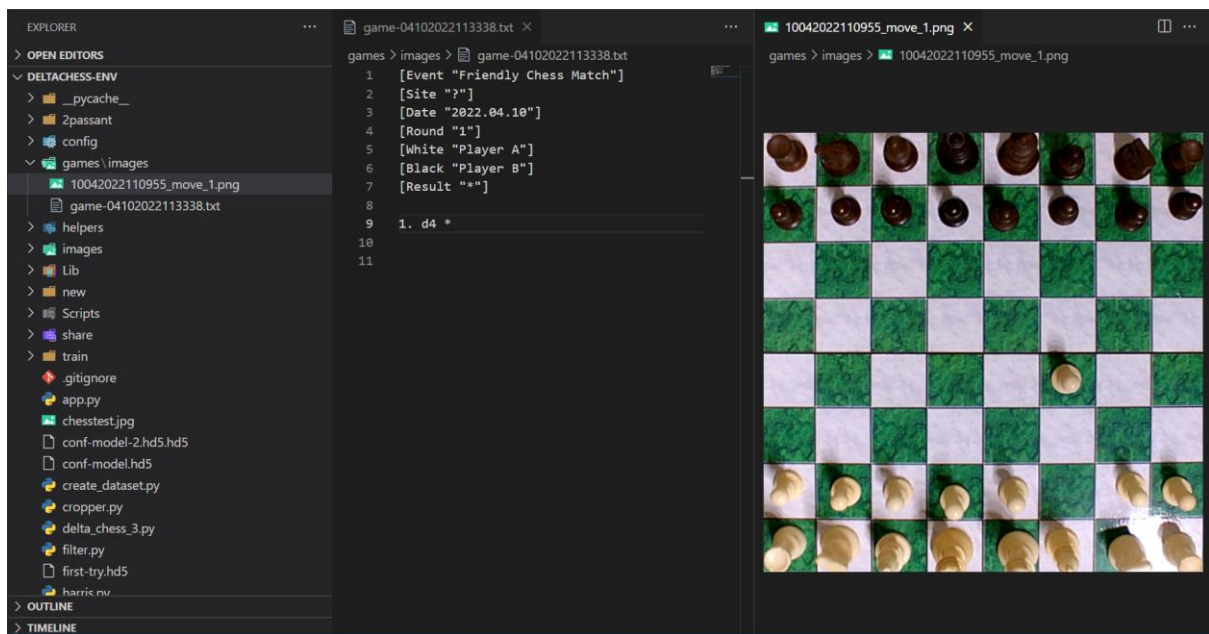 EXPLORER
...
> OPEN EDITORS
DELTACHESS-ENV
> __pycache__
> 2passant
> config
games \ images
10042022110955_move_1.png
game-04102022113338.txt
> helpers
> images
> Lib
> new
> Scripts
> share
> train
.gitignore
app.py
chesstest.jpg
conf-model-2.hd5.hd5
conf-model.hd5
create_dataset.py
cropper.py
delta_chess_3.py
filter.py
first-try.hd5
harris.py
> OUTLINE
> TIMELINE
game-04102022113338.txt ×
...
games > images > game-04102022113338.txt
1 [Event "Friendly Chess Match"]
2 [Site "?"]
3 [Date "2022.04.10"]
4 [Round "1"]
5 [White "Player A"]
6 [Black "Player B"]
7 [Result "*"]
8
9 1. d4 *
10
11
10042022110955_move_1.png ×
...
games > images > 10042022110955_move_1.png